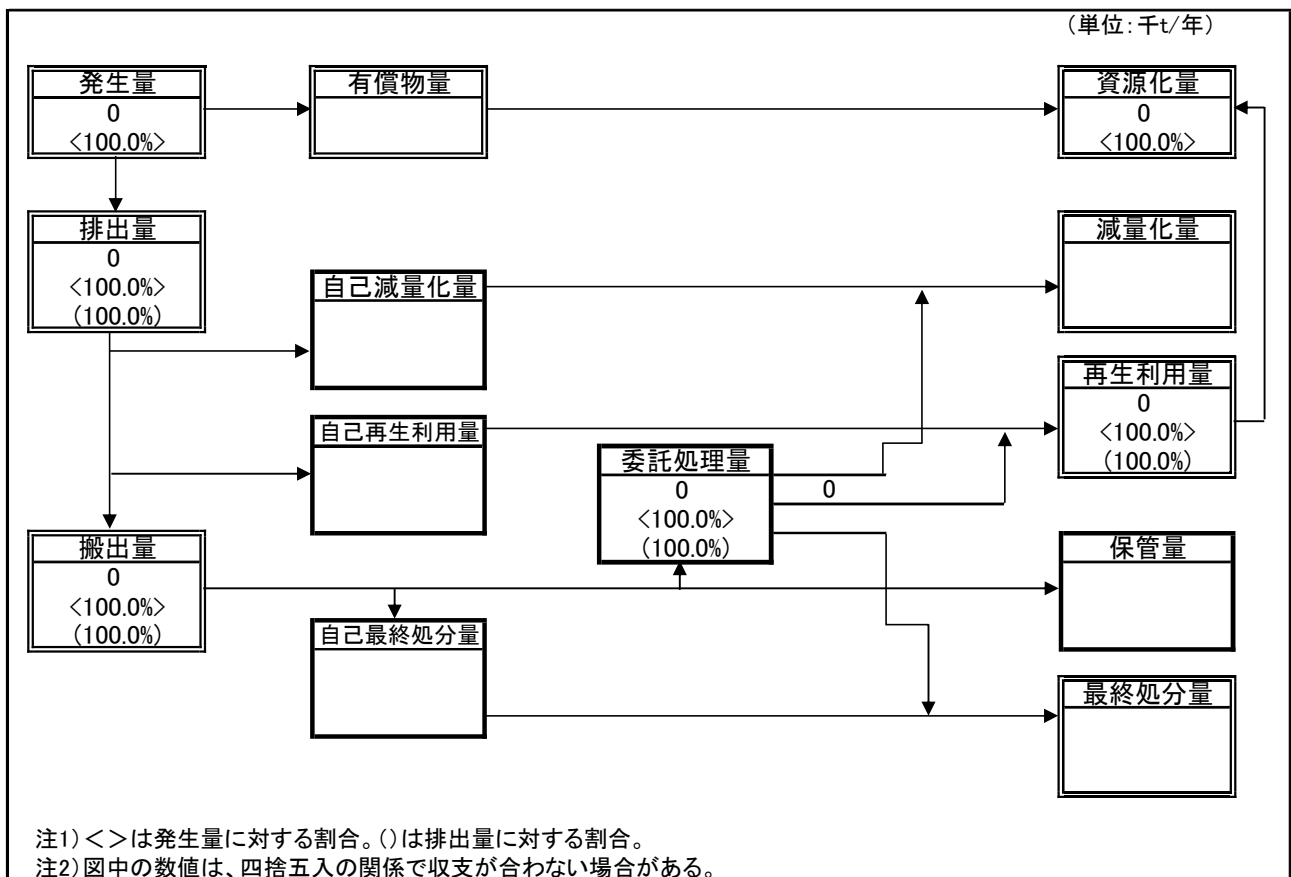 (単位:千t/年)
発生量
0
<100.0%>
有償物量
資源化量
0
<100.0%>
排出量
0
<100.0%>
(100.0%)
自己減量化量
減量化量
自己再生利用量
委託処理量
0
<100.0%>
(100.0%)
0
再生利用量
0
<100.0%>
(100.0%)
搬出量
0
<100.0%>
(100.0%)
自己最終処分量
保管量
最終処分量
注1)<>は発生量に対する割合。()は排出量に対する割合。
注2)図中の数値は、四捨五入の関係で収支が合わない場合がある。